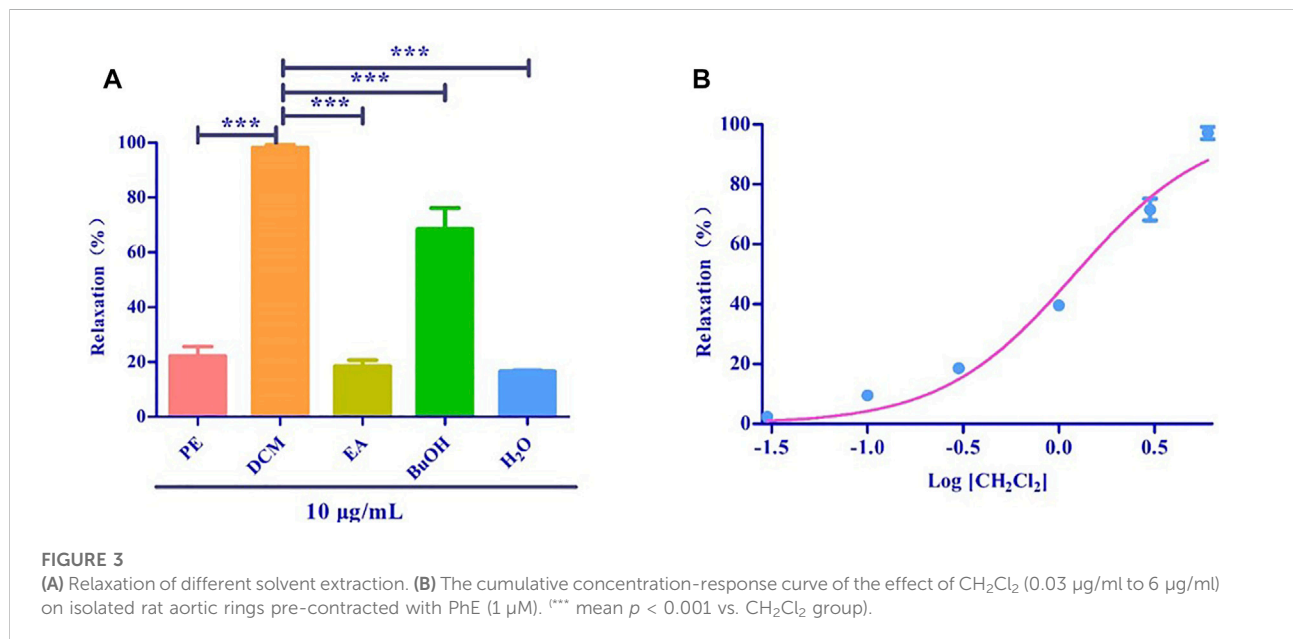 A
***
***
***
***
Relaxation (%)
100
80
60
40
20
0
PE
DCM
EA
BuOH
H₂O
10 µg/mL
B
Relaxation (%)
100
80
60
40
20
0
-1.5
-1.0
-0.5
0.0
0.5
Log [CH₂Cl₂]
FIGURE 3
(A) Relaxation of different solvent extraction. (B) The cumulative concentration-response curve of the effect of CH₂Cl₂ (0.03 µg/ml to 6 µg/ml)
on isolated rat aortic rings pre-contracted with PhE (1 µM). (*** mean p < 0.001 vs. CH₂Cl₂ group).